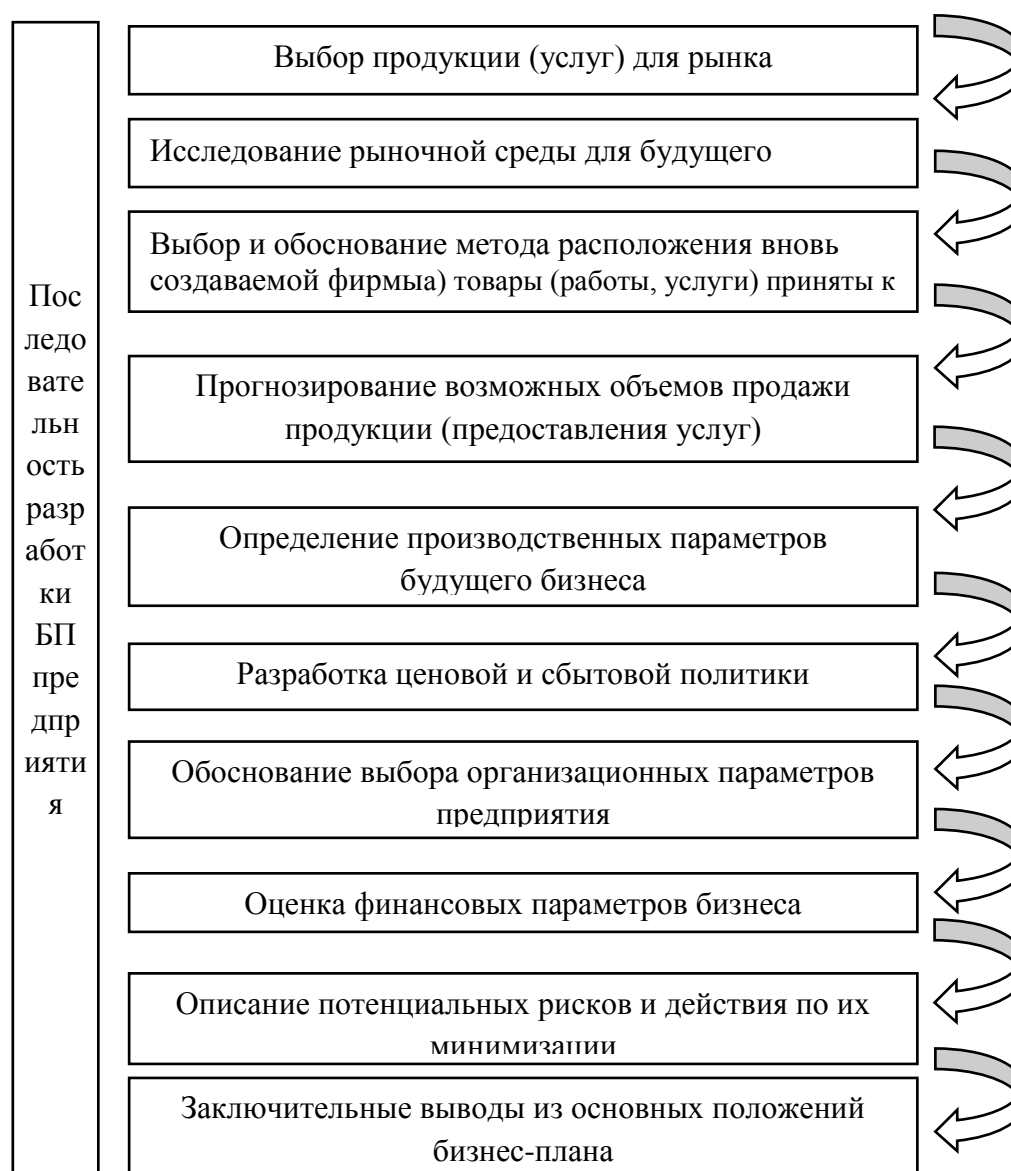 Пос
ледо
вате
льн
ость
разр
абот
ки
БП
пре
дпр
ияти
я
Выбор продукции (услуг) для рынка
Исследование рыночной среды для будущего
Выбор и обоснование метода расположения вновь
создаваемой фирмыа) товары (работы, услуги) приняты к
Прогнозирование возможных объемов продажи
продукции (предоставления услуг)
Определение производственных параметров
будущего бизнеса
Разработка ценовой и сбытовой политики
Обоснование выбора организационных параметров
предприятия
Оценка финансовых параметров бизнеса
Описание потенциальных рисков и действия по их
минимизации
Заключительные выводы из основных положений
бизнес-плана